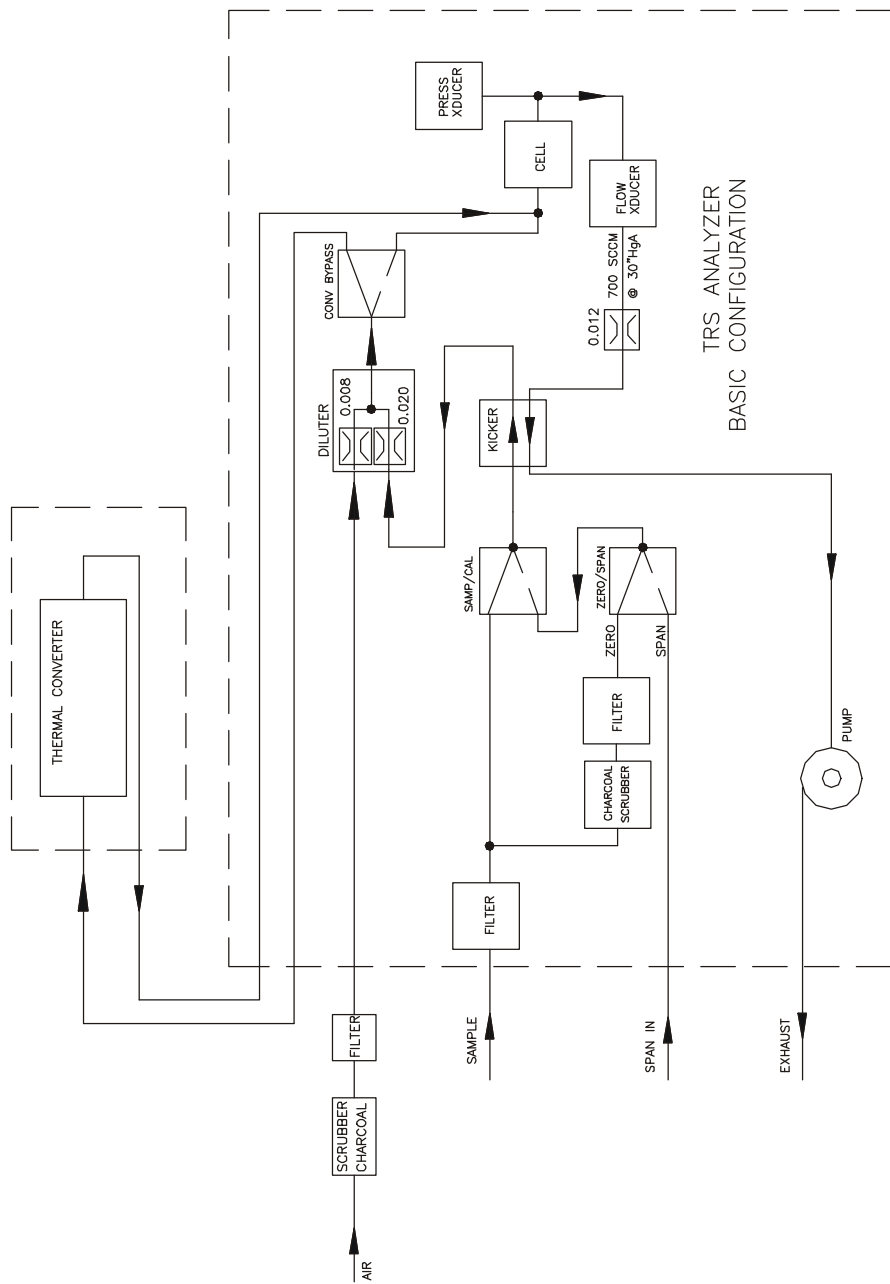 THERMAL CONVERTER
AIR
SCRUBBER
CHARCOAL
FILTER
DILUTER
0.008
0.020
CONV BYPASS
PRESS
XDUCER
CELL
FLOW
XDUCER
700 SCCM
@ 30"HgA
0.012
KICKER
SAMPLE
FILTER
SAMP/CAL
CHARCOAL
SCRUBBER
FILTER
ZERO
SPAN
ZERO/SPAN
SPAN IN
EXHAUST
PUMP
TRS ANALYZER
BASIC CONFIGURATION